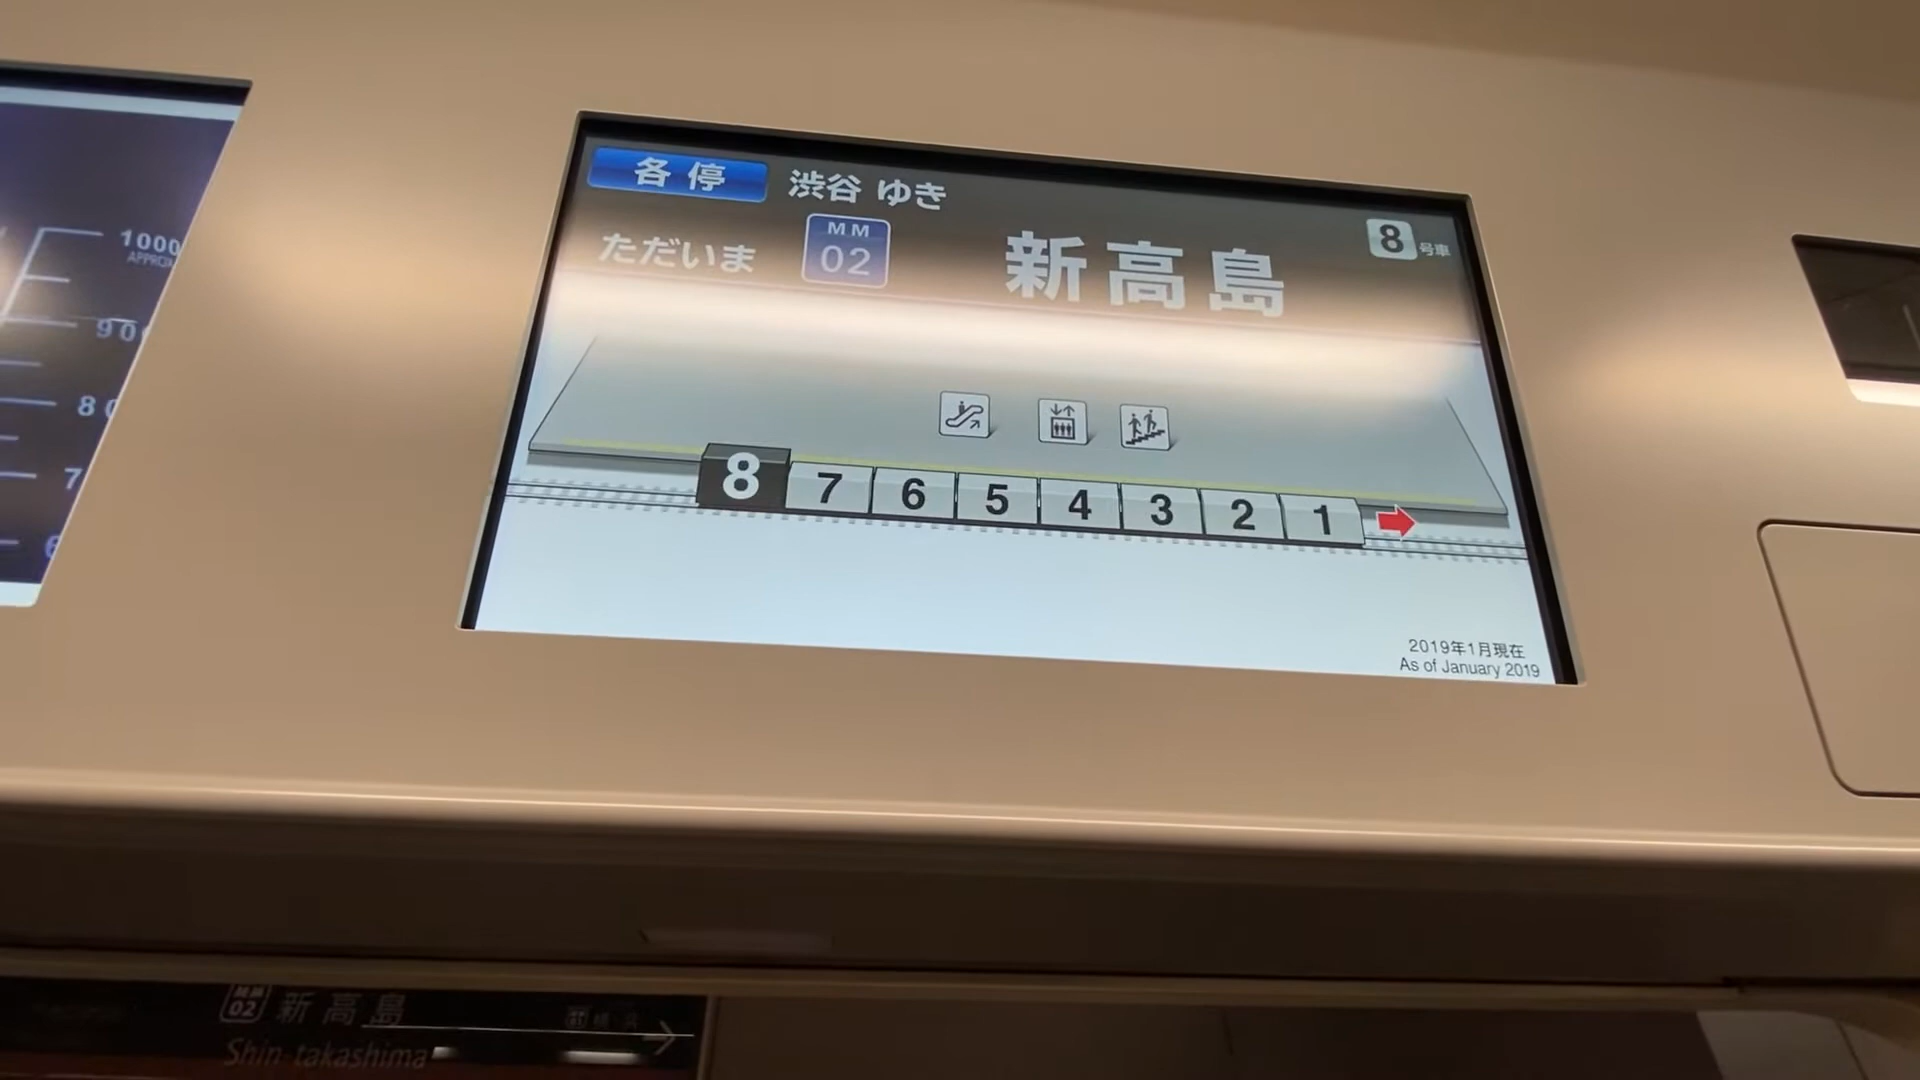 各停 渋谷 ゆき
8 号車
ただいま MM 02 新高島
8 7 6 5 4 3 2 1
2019年1月現在
As of January 2019
1000
80
02 新高島
Shin-takashima